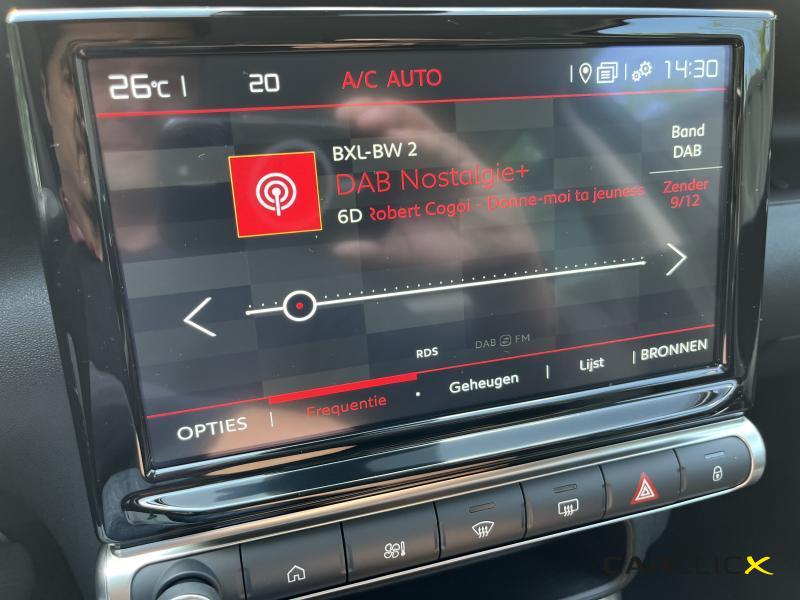 26°C 20 A/C AUTO 14:30
BXL-BW 2
Band
DAB
DAB Nostalgie+
6D Robert Cogoi - Donne-moi ta jeuness
Zender
9/12
RDS DAB FM
OPTIES Frequentie Geheugen Lijst BRONNEN